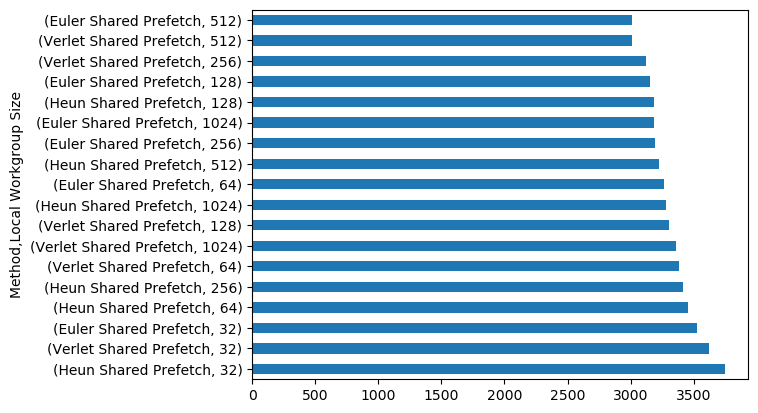 (Euler Shared Prefetch, 512)
(Verlet Shared Prefetch, 512)
(Verlet Shared Prefetch, 256)
(Euler Shared Prefetch, 128)
(Heun Shared Prefetch, 128)
(Euler Shared Prefetch, 1024)
(Euler Shared Prefetch, 256)
(Heun Shared Prefetch, 512)
(Euler Shared Prefetch, 64)
(Heun Shared Prefetch, 1024)
(Verlet Shared Prefetch, 128)
(Verlet Shared Prefetch, 1024)
(Verlet Shared Prefetch, 64)
(Heun Shared Prefetch, 256)
(Heun Shared Prefetch, 64)
(Euler Shared Prefetch, 32)
(Verlet Shared Prefetch, 32)
(Heun Shared Prefetch, 32)
Method,Local Workgroup Size
0 500 1000 1500 2000 2500 3000 3500